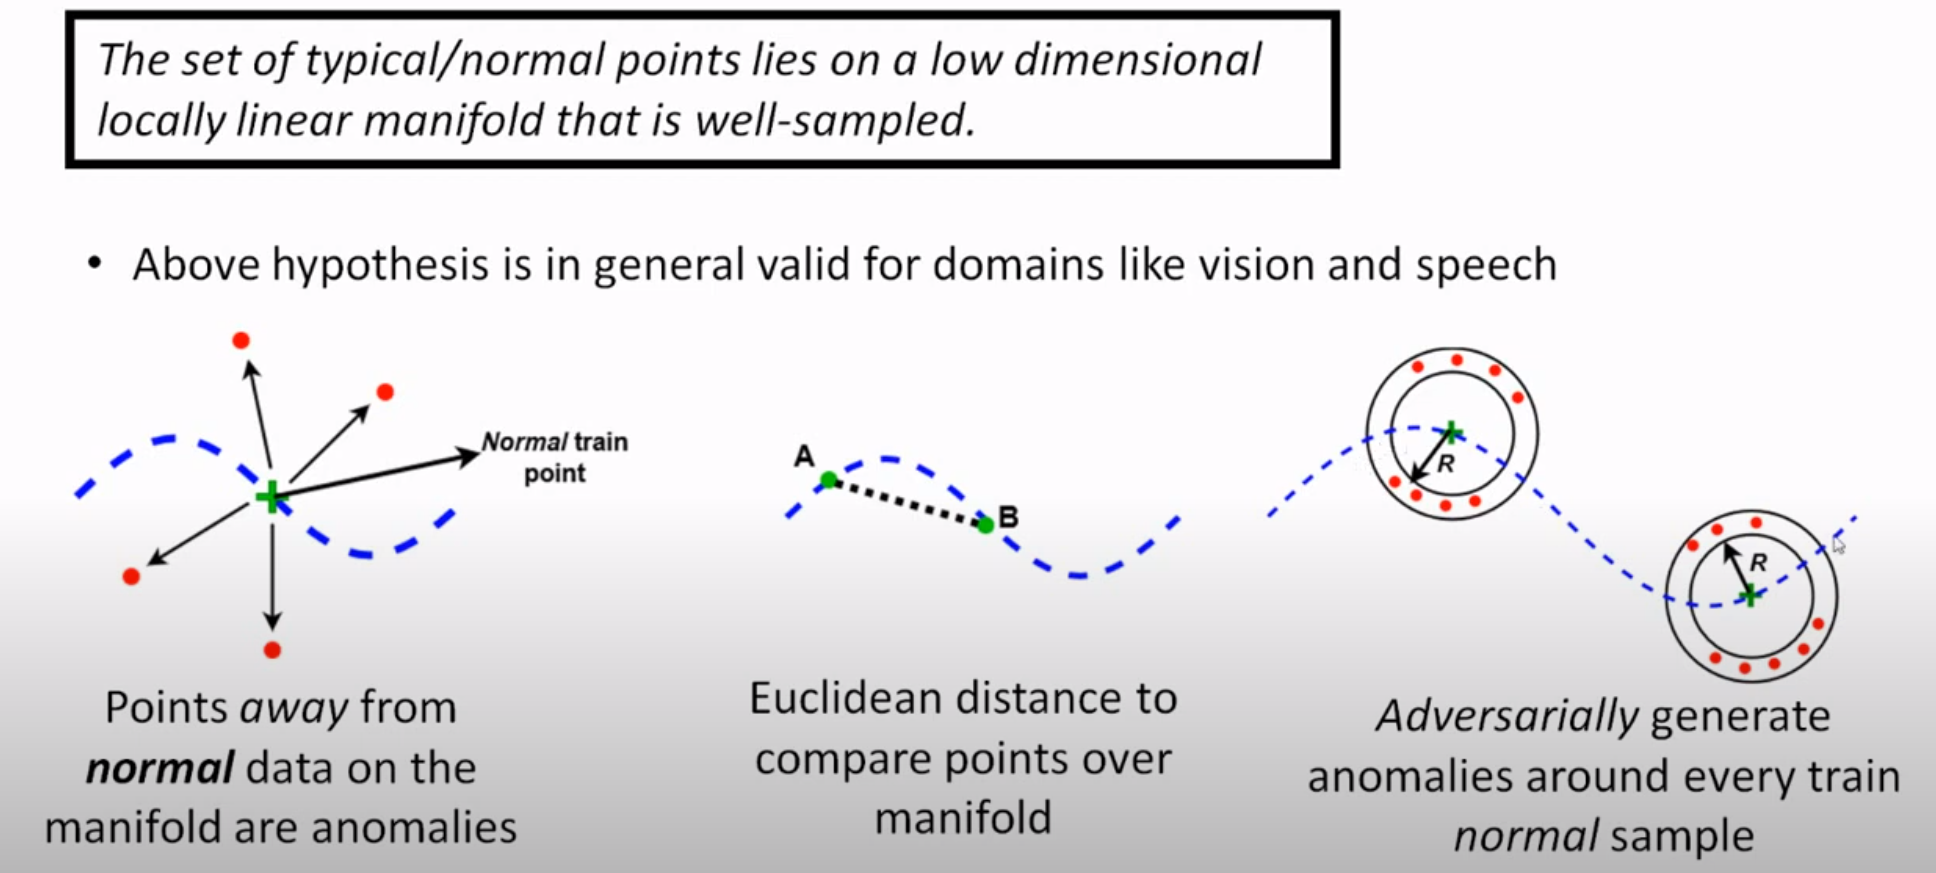 The set of typical/normal points lies on a low dimensional
locally linear manifold that is well-sampled.
• Above hypothesis is in general valid for domains like vision and speech
Normal train
point
Points away from
normal data on the
manifold are anomalies
A
B
Euclidean distance to
compare points over
manifold
R
R
Adversarially generate
anomalies around every train
normal sample